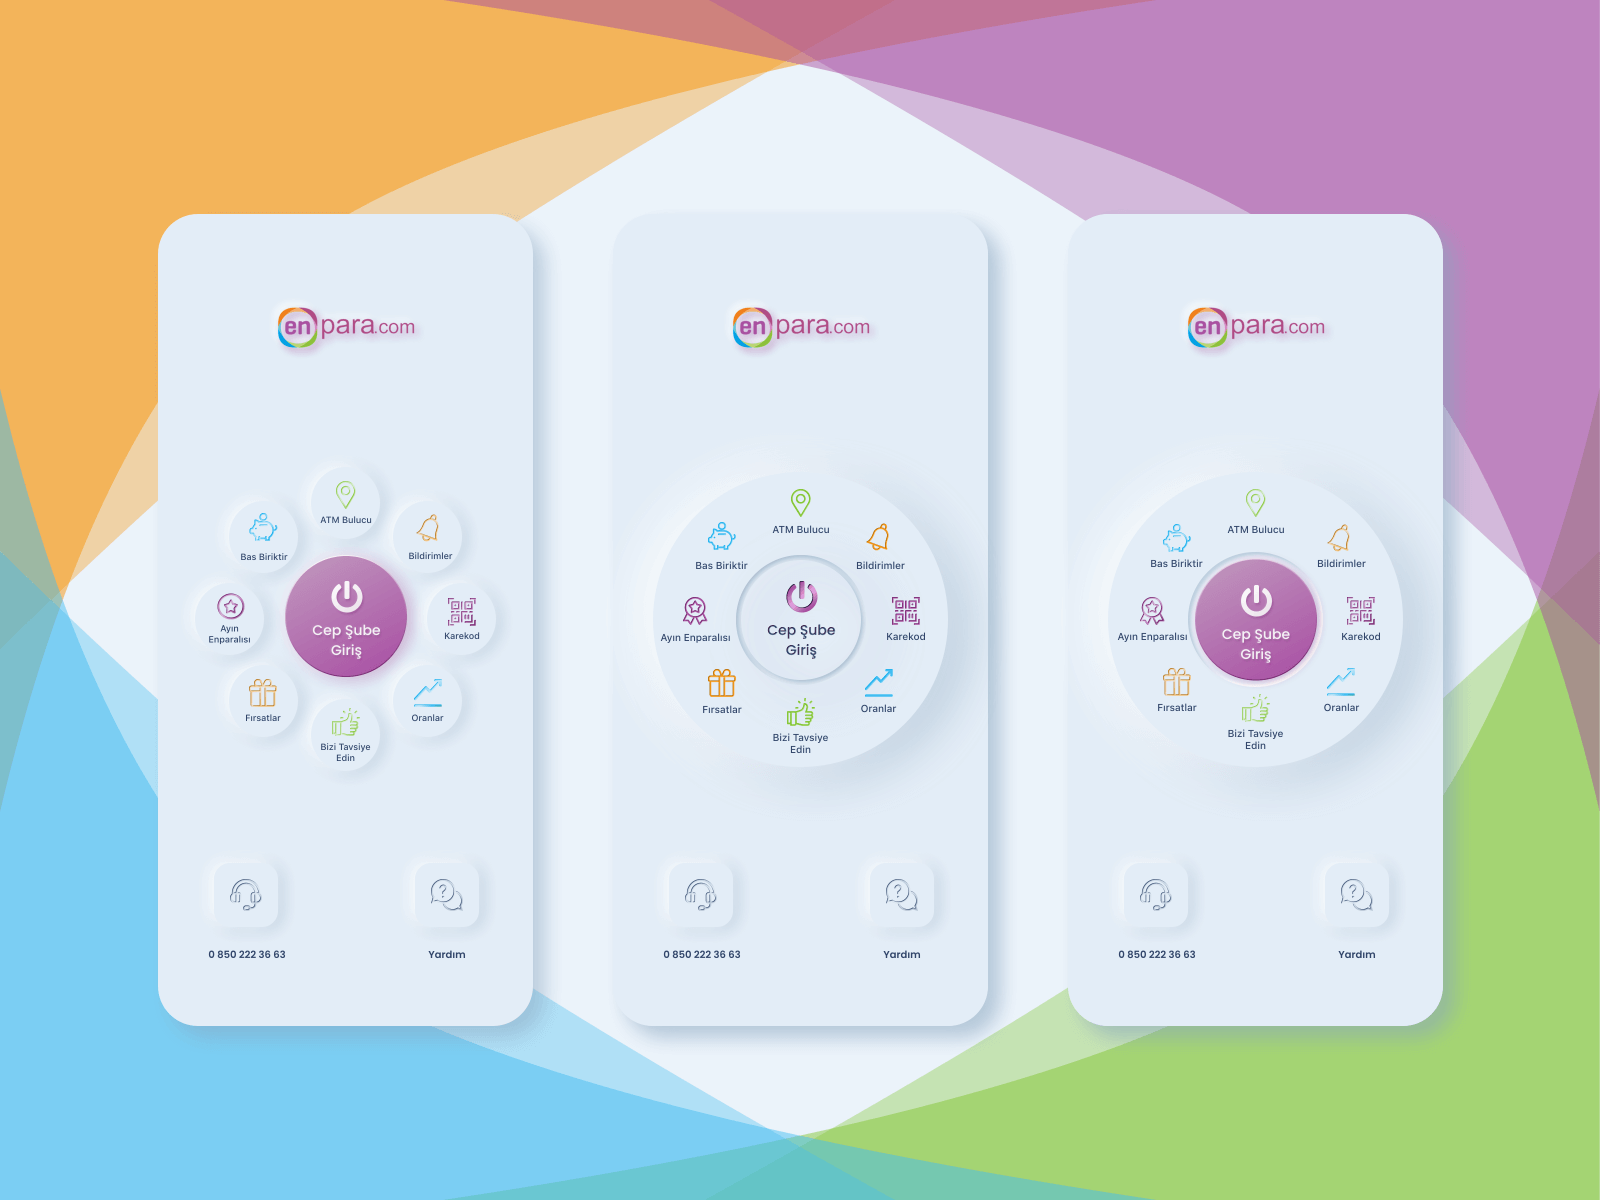 enpara.com
ATM Bulucu
Bas Biriktir
Bildirimler
Ayın
Enparalısı
Cep Şube
Giriş
Karekod
Fırsatlar
Oranlar
Bizi Tavsiye
Edin
0 850 222 36 63
Yardım
enpara.com
ATM Bulucu
Bas Biriktir
Bildirimler
Ayın Enparalısı
Cep Şube
Giriş
Karekod
Fırsatlar
Oranlar
Bizi Tavsiye
Edin
0 850 222 36 63
Yardım
enpara.com
ATM Bulucu
Bas Biriktir
Bildirimler
Ayın Enparalısı
Cep Şube
Giriş
Karekod
Fırsatlar
Oranlar
Bizi Tavsiye
Edin
0 850 222 36 63
Yardım